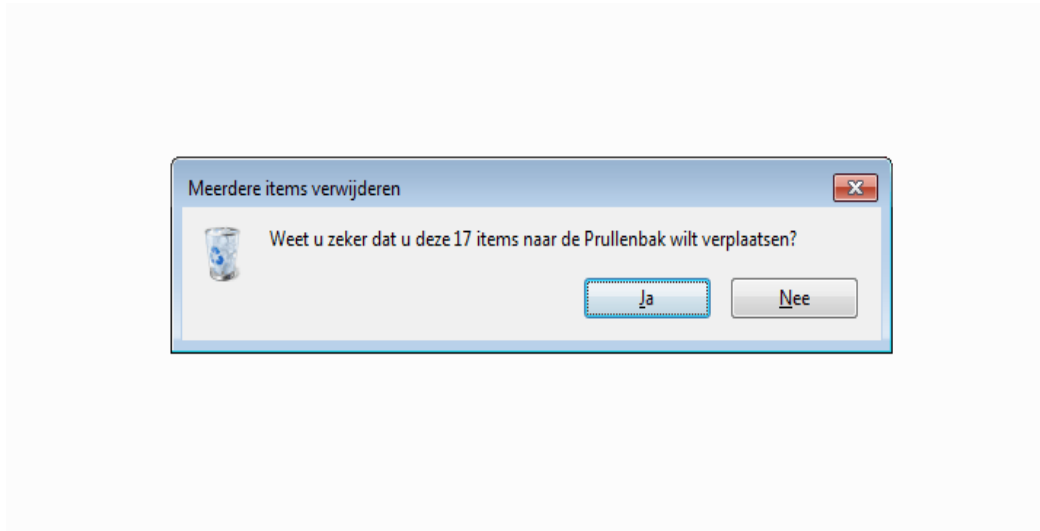 Meerdere items verwijderen
Weet u zeker dat u deze 17 items naar de Prullenbak wilt verplaatsen?
Ja
Nee